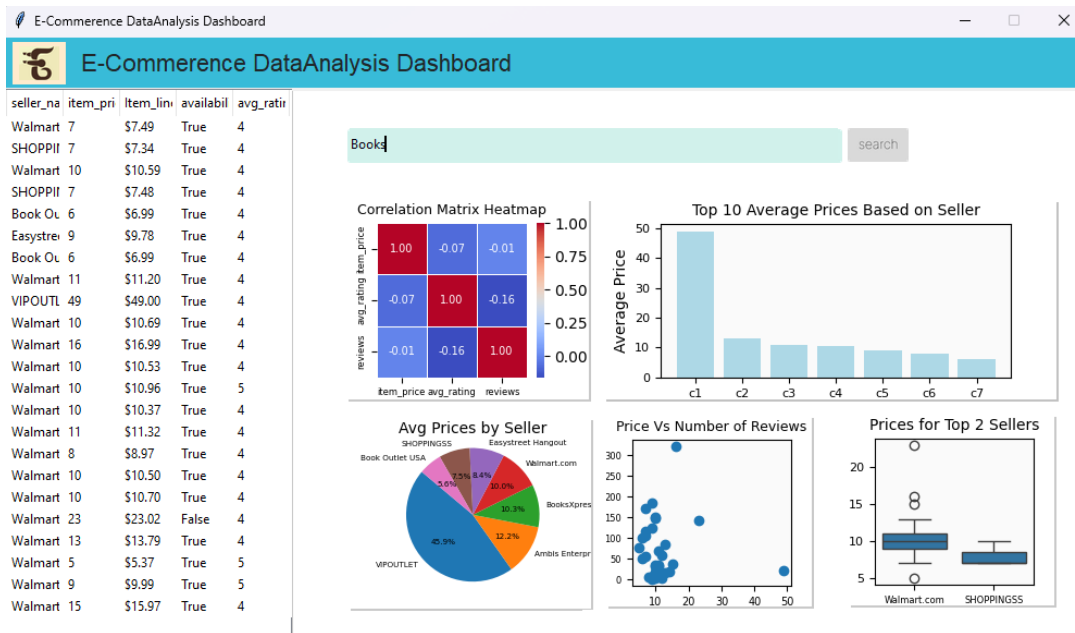 E-Commerence DataAnalysis Dashboard
E-Commerence DataAnalysis Dashboard
seller_na item_pri Item_line availabil avg_ratin
Walmart 7 $7.49 True 4
SHOPPIN 7 $7.34 True 4
Walmart 10 $10.59 True 4
SHOPPIN 7 $7.48 True 4
Book Ou 6 $6.99 True 4
Easystree 9 $9.78 True 4
Book Ou 6 $6.99 True 4
Walmart 11 $11.20 True 4
VIPOUTL 49 $49.00 True 4
Walmart 10 $10.69 True 4
Walmart 16 $16.99 True 4
Walmart 10 $10.53 True 4
Walmart 10 $10.96 True 5
Walmart 10 $10.37 True 4
Walmart 11 $11.32 True 4
Walmart 8 $8.97 True 4
Walmart 10 $10.50 True 4
Walmart 10 $10.70 True 4
Walmart 23 $23.02 False 4
Walmart 13 $13.79 True 4
Walmart 5 $5.37 True 5
Walmart 9 $9.99 True 5
Walmart 15 $15.97 True 4
Books search
Correlation Matrix Heatmap
item_price
avg_rating
reviews
1.00 -0.07 -0.01
-0.07 1.00 -0.16
-0.01 -0.16 1.00
item_price avg_rating reviews
1.00
0.75
0.50
0.25
0.00
Top 10 Average Prices Based on Seller
Average Price
50
40
30
20
10
0
c1 c2 c3 c4 c5 c6 c7
Avg Prices by Seller
SHOPPINGSS
Easystreet Hangout
Book Outlet USA
Walmart.com
BooksXpres
Ambis Enterpr
VIPOUTLET
7.5%
8.4%
5.6%
10.0%
10.3%
12.2%
45.9%
Price Vs Number of Reviews
300
250
200
150
100
50
0
10 20 30 40 50
Prices for Top 2 Sellers
20
15
10
5
Walmart.com SHOPPINGSS